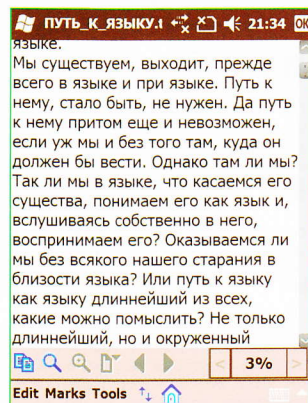 ПУТЬ_К_ЯЗЫКУ.t 21:34 OK
языке.
Мы существуем, выходит, прежде
всего в языке и при языке. Путь к
нему, стало быть, не нужен. Да путь
к нему притом еще и невозможен,
если уж мы и без того там, куда он
должен бы вести. Однако там ли мы?
Так ли мы в языке, что касаемся его
существа, понимаем его как язык и,
вслушиваясь собственно в него,
воспринимаем его? Оказываемся ли
мы без всякого нашего старания в
близости языка? Или путь к языку
как языку длиннейший из всех,
какие можно помыслить? Не только
длиннейший, но и окруженный
< 3% >
Edit Marks Tools